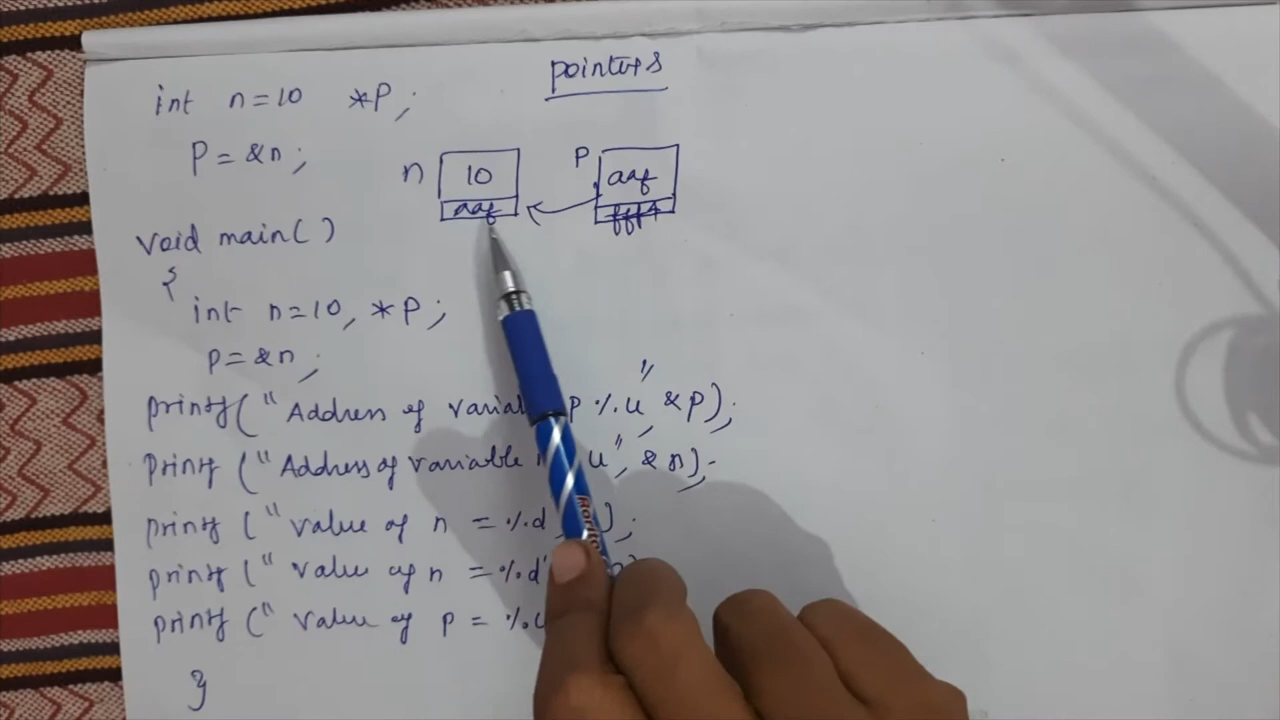 pointers
int n=10 *P;
P=&n;
n 10 aaf
P aaf fff4
void main()
{
int n=10, *P;
p=&n;
printf("Address of p %.u", &p);
printf ("Address of variable u", &n);
printf ("value of n = %.d );
printf ("value of n = %.d"
printf (" value of p = %.u
}